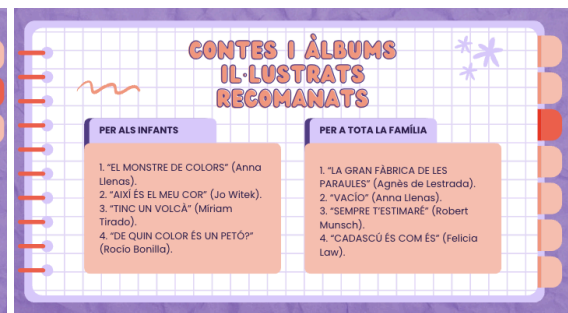 CONTES I ÀLBUMS
IL·LUSTRATS
RECOMANATS
PER ALS INFANTS
1. “EL MONSTRE DE COLORS” (Anna
Llenas).
2. “AIXÍ ÉS EL MEU COR” (Jo Witek).
3. “TINC UN VOLCÀ” (Míriam
Tirado).
4. “DE QUIN COLOR ÉS UN PETÓ?”
(Rocio Bonilla).
PER A TOTA LA FAMÍLIA
1. “LA GRAN FÀBRICA DE LES
PARAULES” (Agnès de Lestrada).
2. “VACÍO” (Anna Llenas).
3. “SEMPRE T'ESTIMARÉ” (Robert
Munsch).
4. “CADASCÚ ÉS COM ÉS” (Felicia
Law).